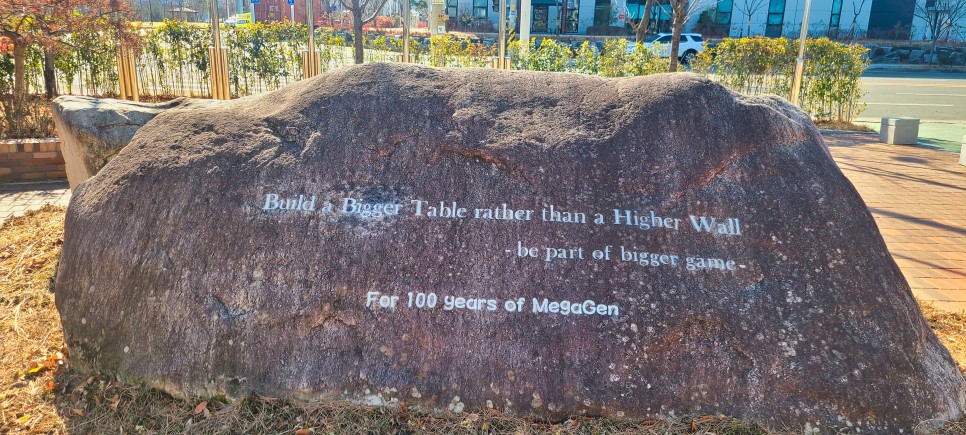 Build a Bigger Table rather than a Higher Wall
- be part of bigger game -
For 100 years of MegaGen